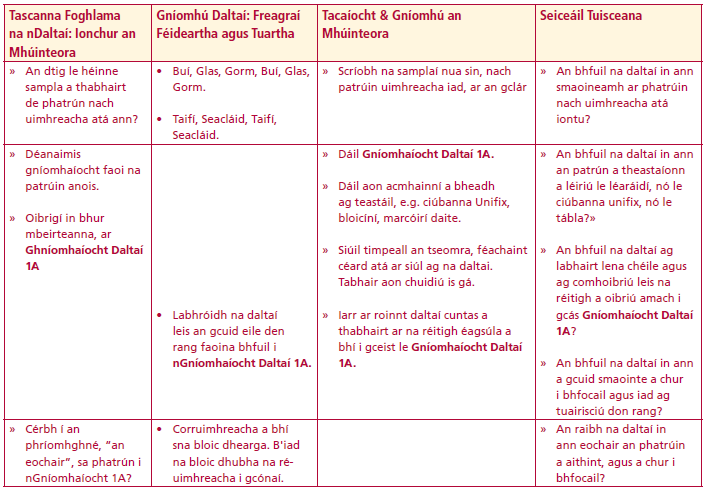 Tascanna Foghlama
na nDaltaí: Ionchur an
Mhúinteora
Gníomhú Daltaí: Freagraí
Féideartha agus Tuartha
Tacaíocht & Gníomhú an
Mhúinteora
Seiceáil Tuisceana
» An dtig le héinne
sampla a thabhairt
de phatrún nach
uimhreacha atá ann?
• Buí, Glas, Gorm, Buí, Glas,
Gorm.
• Taifí, Seacláid, Taifí,
Seacláid.
» Scríobh na samplaí nua sin, nach
patrúin uimhreacha iad, ar an gclár
» An bhfuil na daltaí in ann
smaoineamh ar phatrúin
nach uimhreacha atá
iontu?
» Déanaimis
gníomhaíocht faoi na
patrúin anois.
» Oibrigí in bhur
mbeirteanna, ar
Ghníomhaíocht Daltaí
1A
• Labhróidh na daltaí
leis an gcuid eile den
rang faoina bhfuil i
nGníomhaíocht Daltaí 1A.
» Dáil Gníomhaíocht Daltaí 1A.
» Dáil aon acmhainní a bheadh
ag teastáil, e.g. ciúbanna Unifix,
bloicíní, marcóirí daite.
» Siúil timpeall an tseomra, féachaint
céard atá ar siúl ag na daltai.
Tabhair aon chuidiú is gá.
» Iarr ar roinnt daltaí cuntas a
thabhairt ar na réitigh éagsúla a
bhí i gceist le Gníomhaíocht Daltaí
1A.
» An bhfuil na daltaí in ann
an patrún a theastaíonn
a léiriú le léaráidí, nó le
ciúbanna unifix, nó le
tábla?»
» An bhfuil na daltaí ag
labhairt lena chéile agus
ag comhoibriú leis na
réitigh a oibriú amach i
gcás Gníomhaíocht Daltaí
1A?
» An bhfuil na daltaí in ann
a gcuid smaointe a chur
i bhfocail agus iad ag
tuairisciú don rang?
» Cérbh í an
phríomhghné, “an
eochair”, sa phatrún i
nGníomhaíocht 1A?
• Corruimhreacha a bhí
sna bloic dhearga. B'iad
na bloic dhubha na ré-
uimhreacha i gcónaí.
» An raibh na daltaí in
ann eochair an phatrúin
a aithint, agus a chur i
bhfocail?